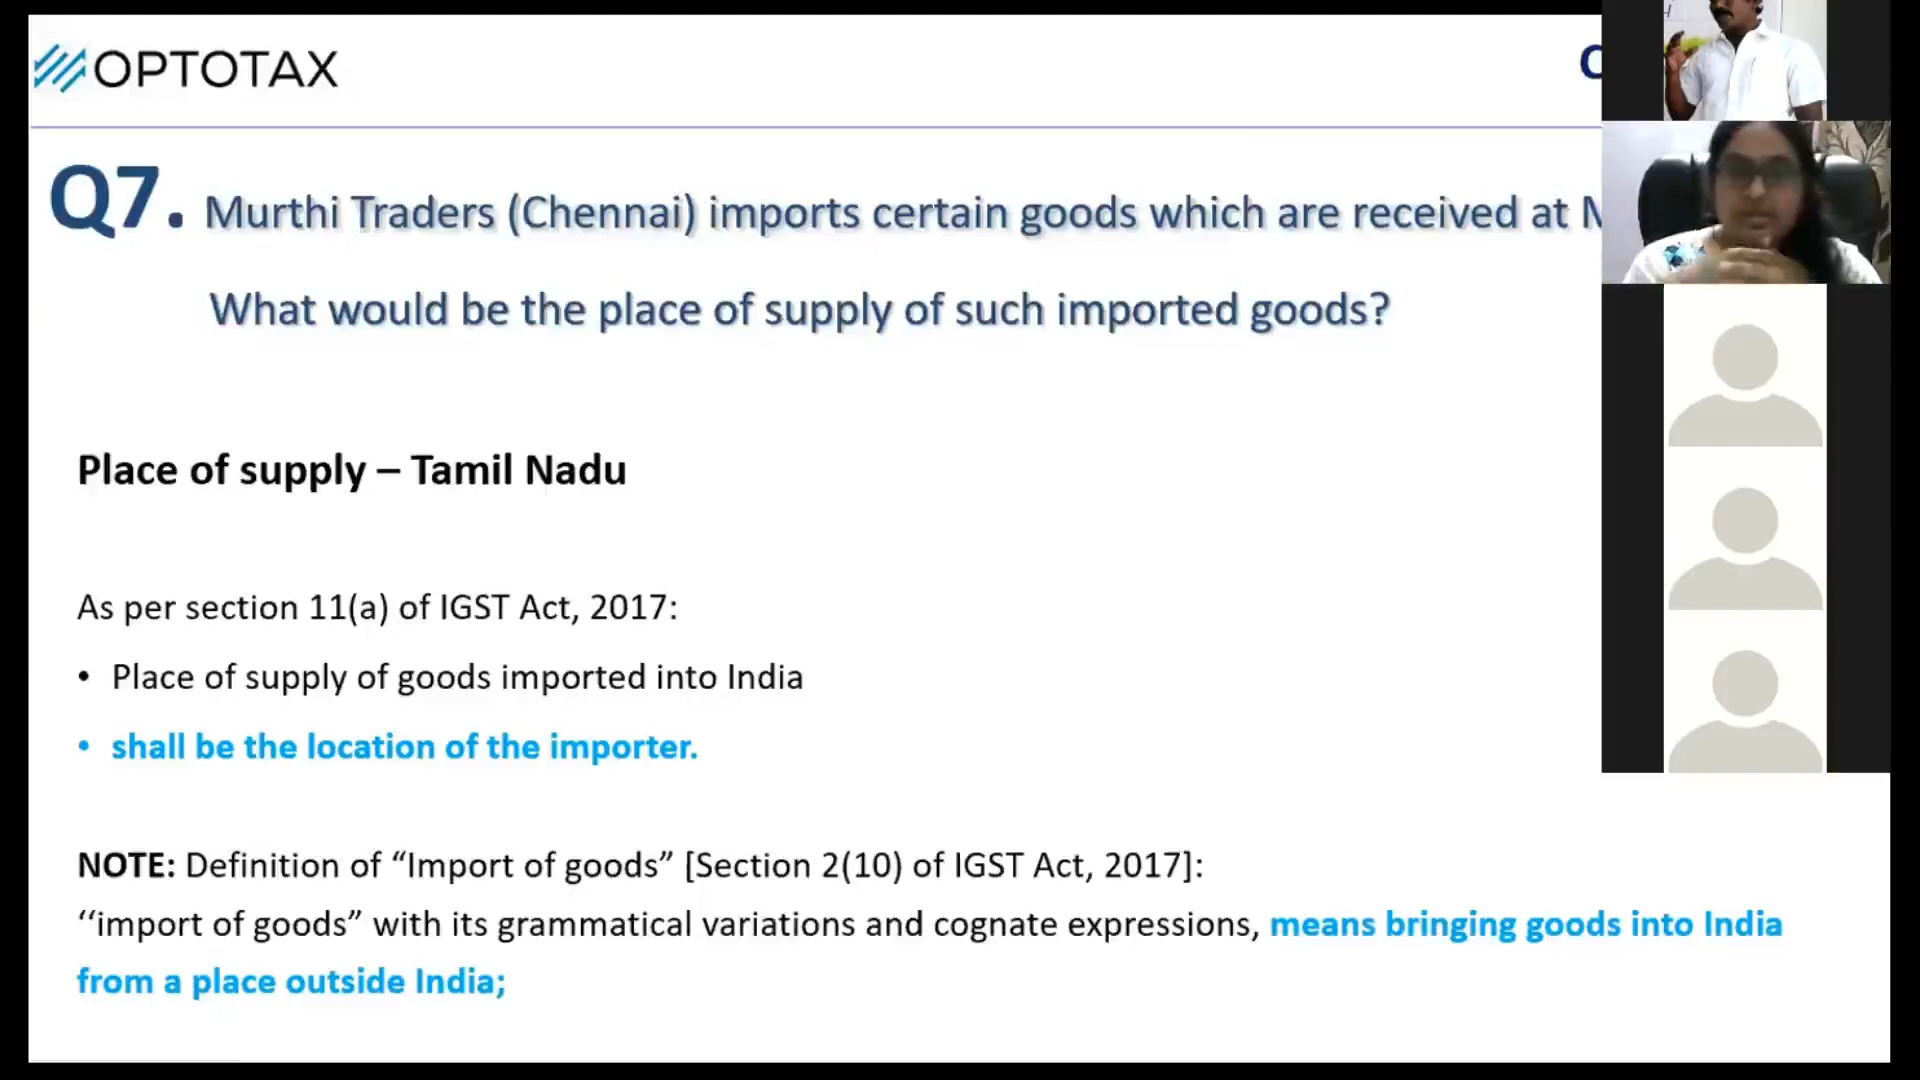 OPTOTAX
Q7. Murthi Traders (Chennai) imports certain goods which are received at
What would be the place of supply of such imported goods?
Place of supply – Tamil Nadu
As per section 11(a) of IGST Act, 2017:
• Place of supply of goods imported into India
• shall be the location of the importer.
NOTE: Definition of “Import of goods” [Section 2(10) of IGST Act, 2017]:
‘‘import of goods” with its grammatical variations and cognate expressions, means bringing goods into India
from a place outside India;